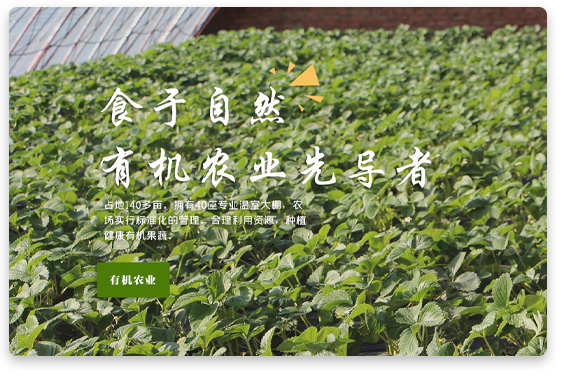 食于自然
有机农业先导者
占地140多亩，拥有40座专业温室大棚，农
场实行标准化的管理，合理利用资源，种植
健康有机果蔬。
有机农业